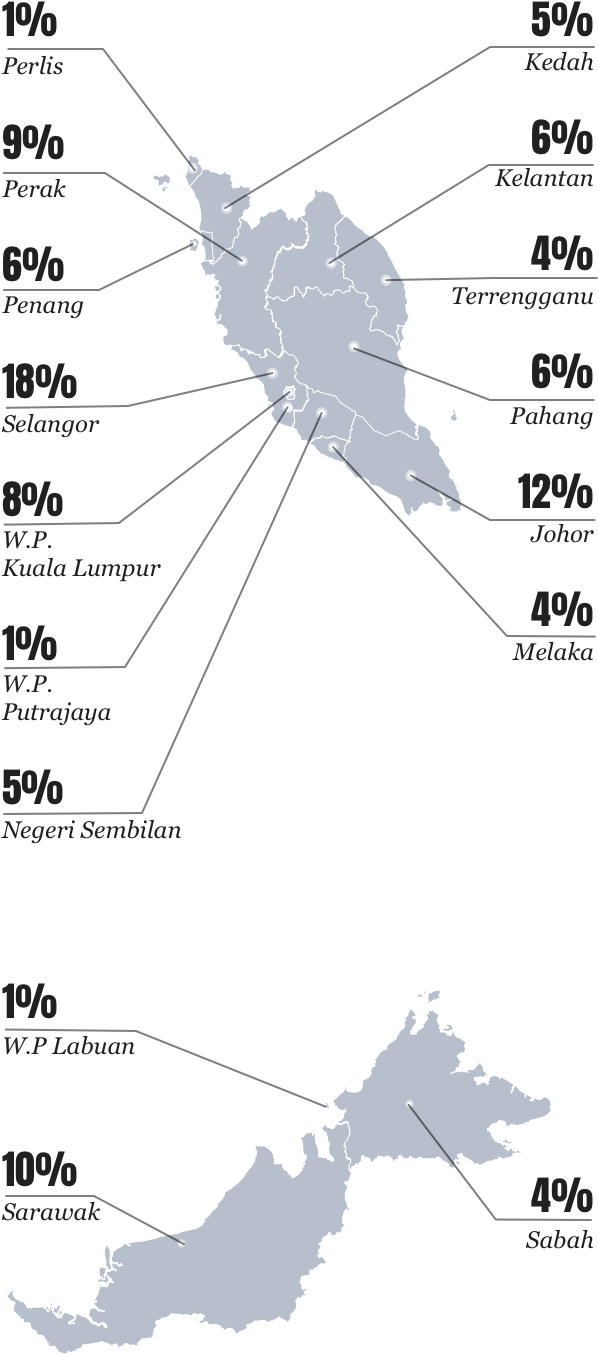 1%
Perlis
5%
Kedah
9%
Perak
6%
Kelantan
6%
Penang
4%
Terrengganu
18%
Selangor
6%
Pahang
8%
W.P.
Kuala Lumpur
12%
Johor
1%
W.P.
Putrajaya
4%
Melaka
5%
Negeri Sembilan
1%
W.P Labuan
10%
Sarawak
4%
Sabah